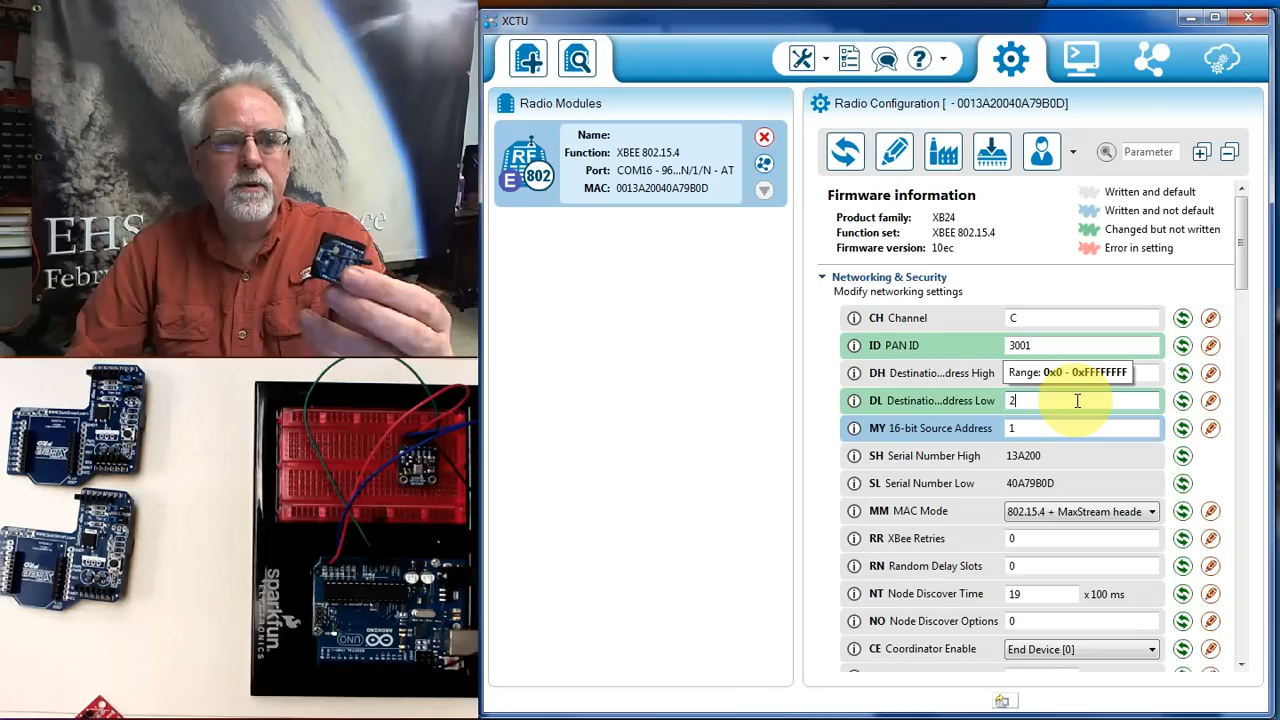 EHS
ce
Febru
XCTU
Radio Modules
Name:
Function: XBEE 802.15.4
Port: COM16 - 96...N/1/N - AT
MAC: 0013A20040A79B0D
RF
E 802
Radio Configuration [ - 0013A20040A79B0D]
Parameter
Firmware information
Product family: XB24
Function set: XBEE 802.15.4
Firmware version: 10ec
Written and default
Written and not default
Changed but not written
Error in setting
Networking & Security
Modify networking settings
CH Channel C
ID PAN ID 3001
DH Destinatio...dress High
Range: 0x0 - 0xFFFFFFFF
DL Destinatio...ddress Low 2
MY 16-bit Source Address 1
SH Serial Number High 13A200
SL Serial Number Low 40A79B0D
MM MAC Mode 802.15.4 + MaxStream heade
RR XBee Retries 0
RN Random Delay Slots 0
NT Node Discover Time 19 x 100 ms
NO Node Discover Options 0
CE Coordinator Enable End Device [0]
sparkfun
ELECTRONICS
ARDUINO
UNO